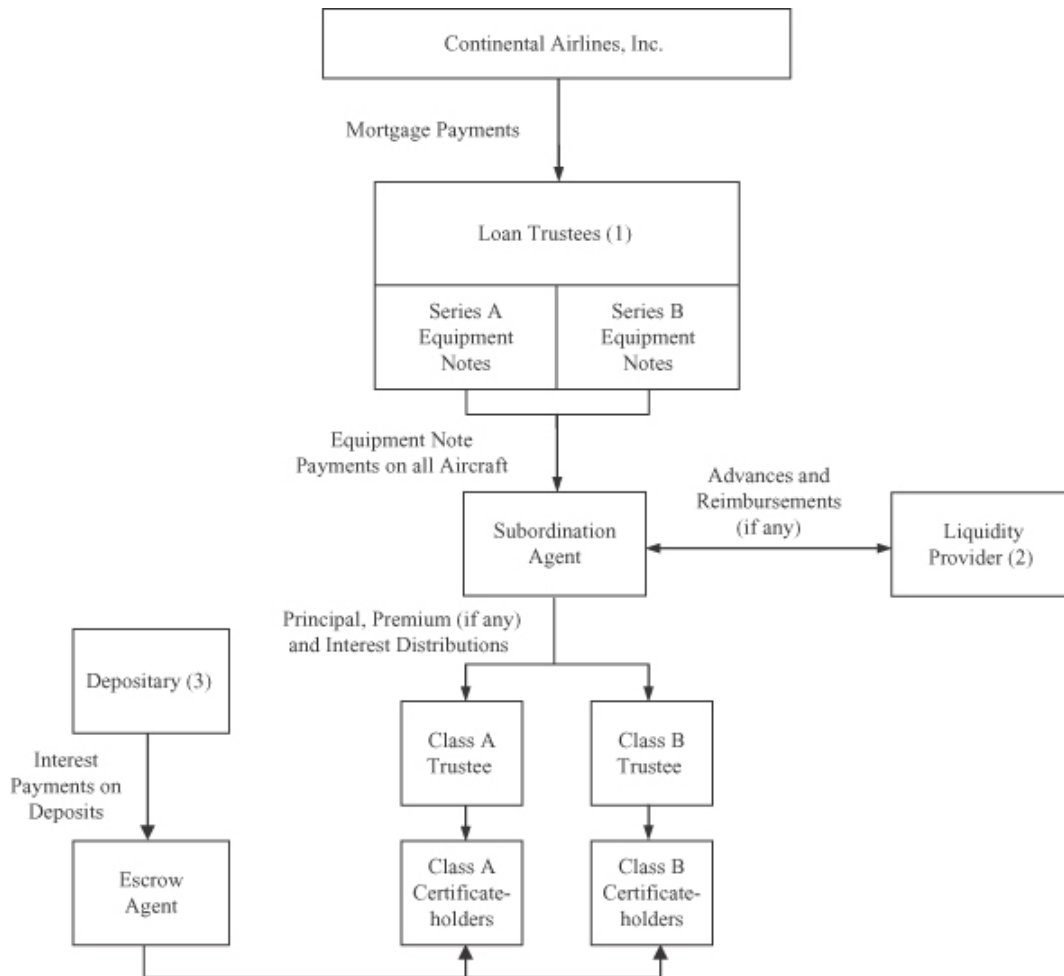 Continental Airlines, Inc.
Mortgage Payments
Loan Trustees (1)
Series A
Equipment
Notes
Series B
Equipment
Notes
Equipment Note
Payments on all Aircraft
Advances and
Reimbursements
(if any)
Subordination
Agent
Liquidity
Provider (2)
Principal, Premium (if any)
and Interest Distributions
Depositary (3)
Class A
Trustee
Class B
Trustee
Interest
Payments on
Deposits
Escrow
Agent
Class A
Certificate-
holders
Class B
Certificate-
holders